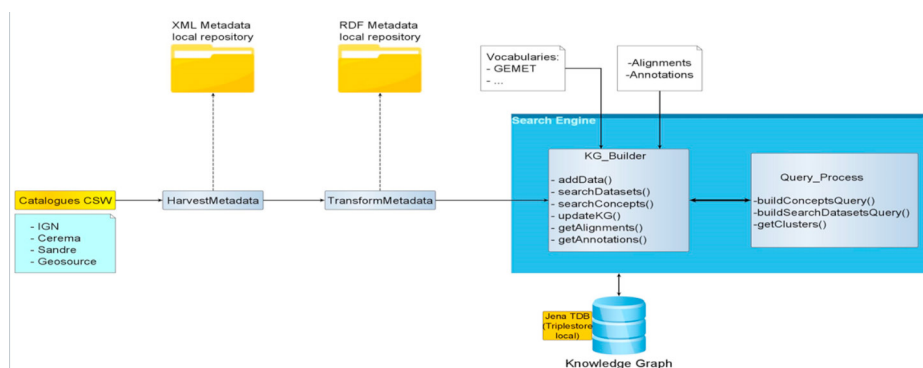 XML Metadata
local repository
RDF Metadata
local repository
Vocabularies:
- GEMET
- ...
-Alignments
-Annotations
Search Engine
KG_Builder
- addData()
- searchDatasets()
- searchConcepts()
- updateKG()
- getAlignments()
- getAnnotations()
Query_Process
-buildConceptsQuery()
-buildSearchDatasetsQuery()
-getClusters()
Catalogues CSW
HarvestMetadata
TransformMetadata
- IGN
- Cerema
- Sandre
- Geosource
Jena TDB
(Triplestore
local)
Knowledge Graph